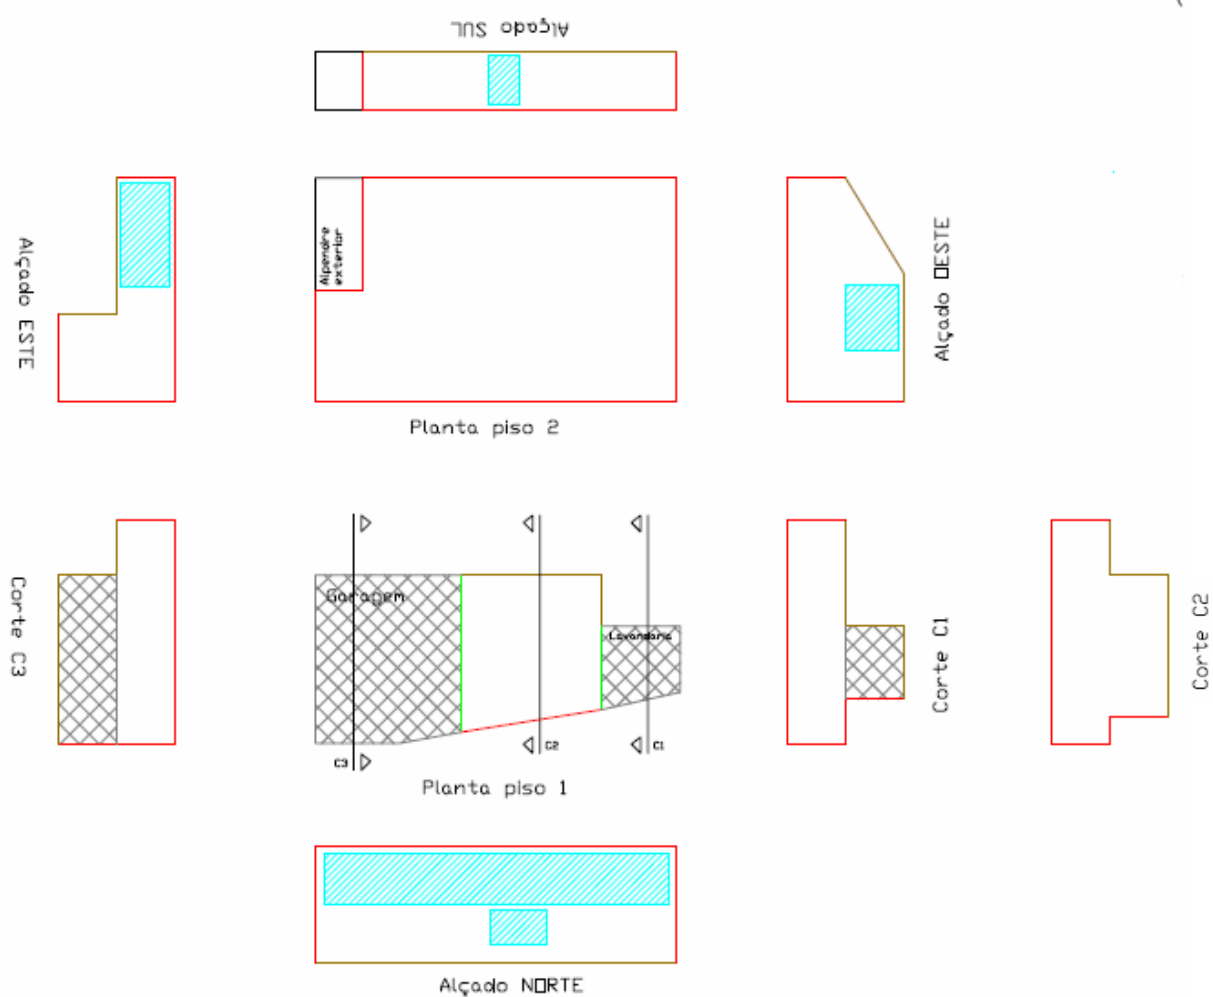 Alçado SUL
Alçado ESTE
Alpendre
exterior
Alçado OESTE
Planta piso 2
Corte C3
Garagem
Lavandaria
C3
C2
C1
Planta piso 1
Corte C1
Corte C2
Alçado NORTE